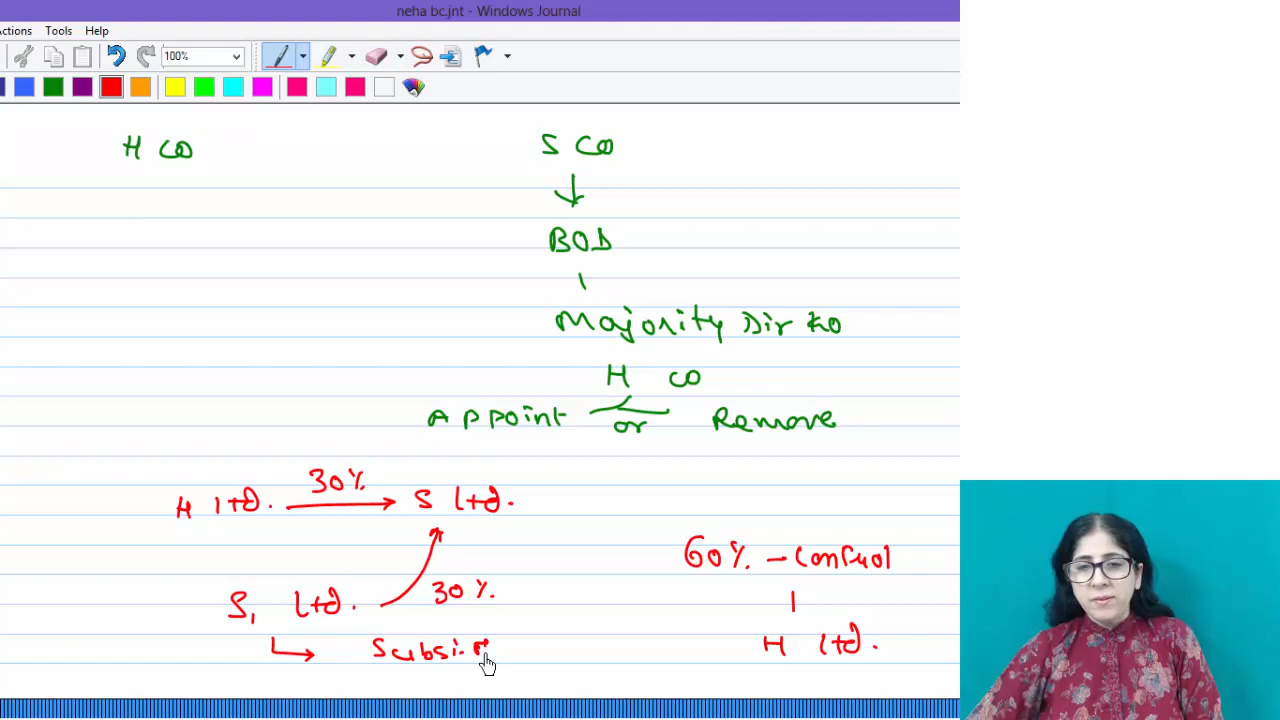 neha bc.jnt - Windows Journal
Actions Tools Help
100%
H CO
S CO
BOD
Majority Dir ko
H CO
Appoint or Remove
H Ltd. 30% S Ltd.
60% - Control
S1 Ltd. 30%
H Ltd.
Subsi